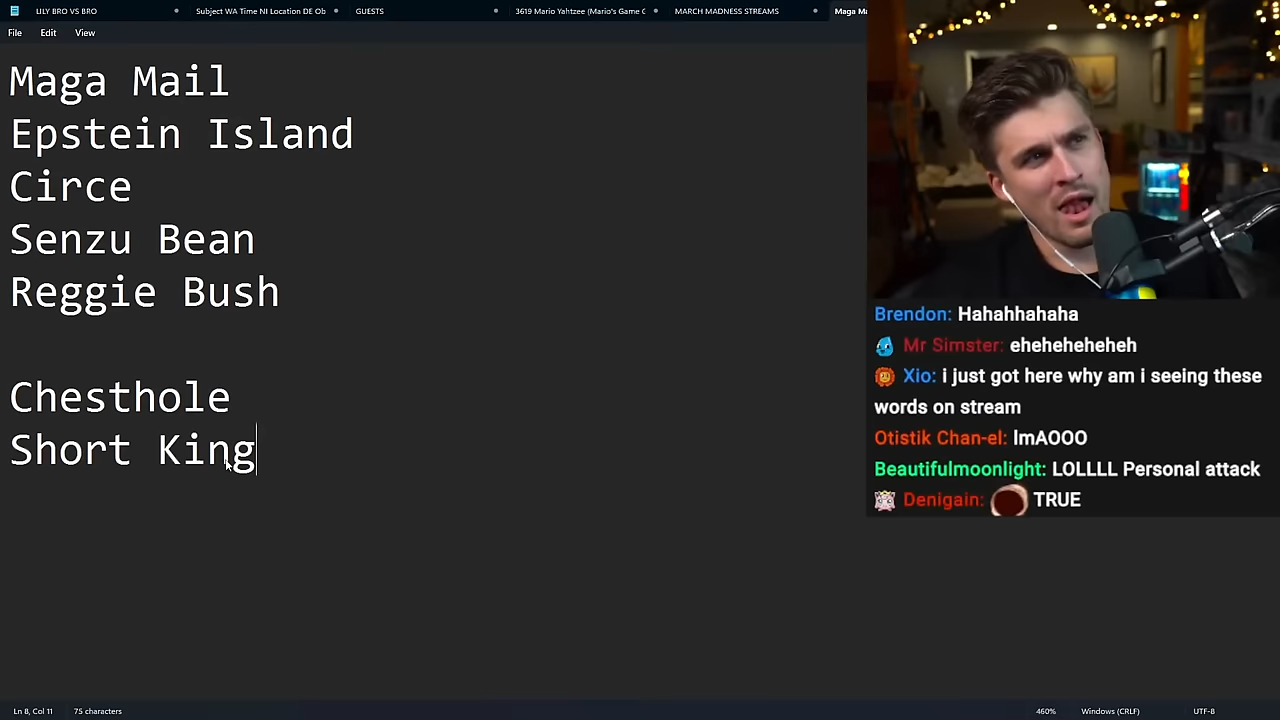 LILY BRO VS BRO
Subject WA Time NI Location DE Ob
GUESTS
3619 Mario Yahtzee (Mario's Game C
MARCH MADNESS STREAMS
Maga Ma
File Edit View
Maga Mail
Epstein Island
Circe
Senzu Bean
Reggie Bush
Chesthole
Short King
Brendon: Hahahhahaha
Mr Simster: eheheheheheh
Xio: i just got here why am i seeing these
words on stream
Otistik Chan-el: lmAOOO
Beautifulmoonlight: LOLLLL Personal attack
Denigain: TRUE
Ln 8, Col 11 75 characters 460% Windows (CRLF) UTF-8